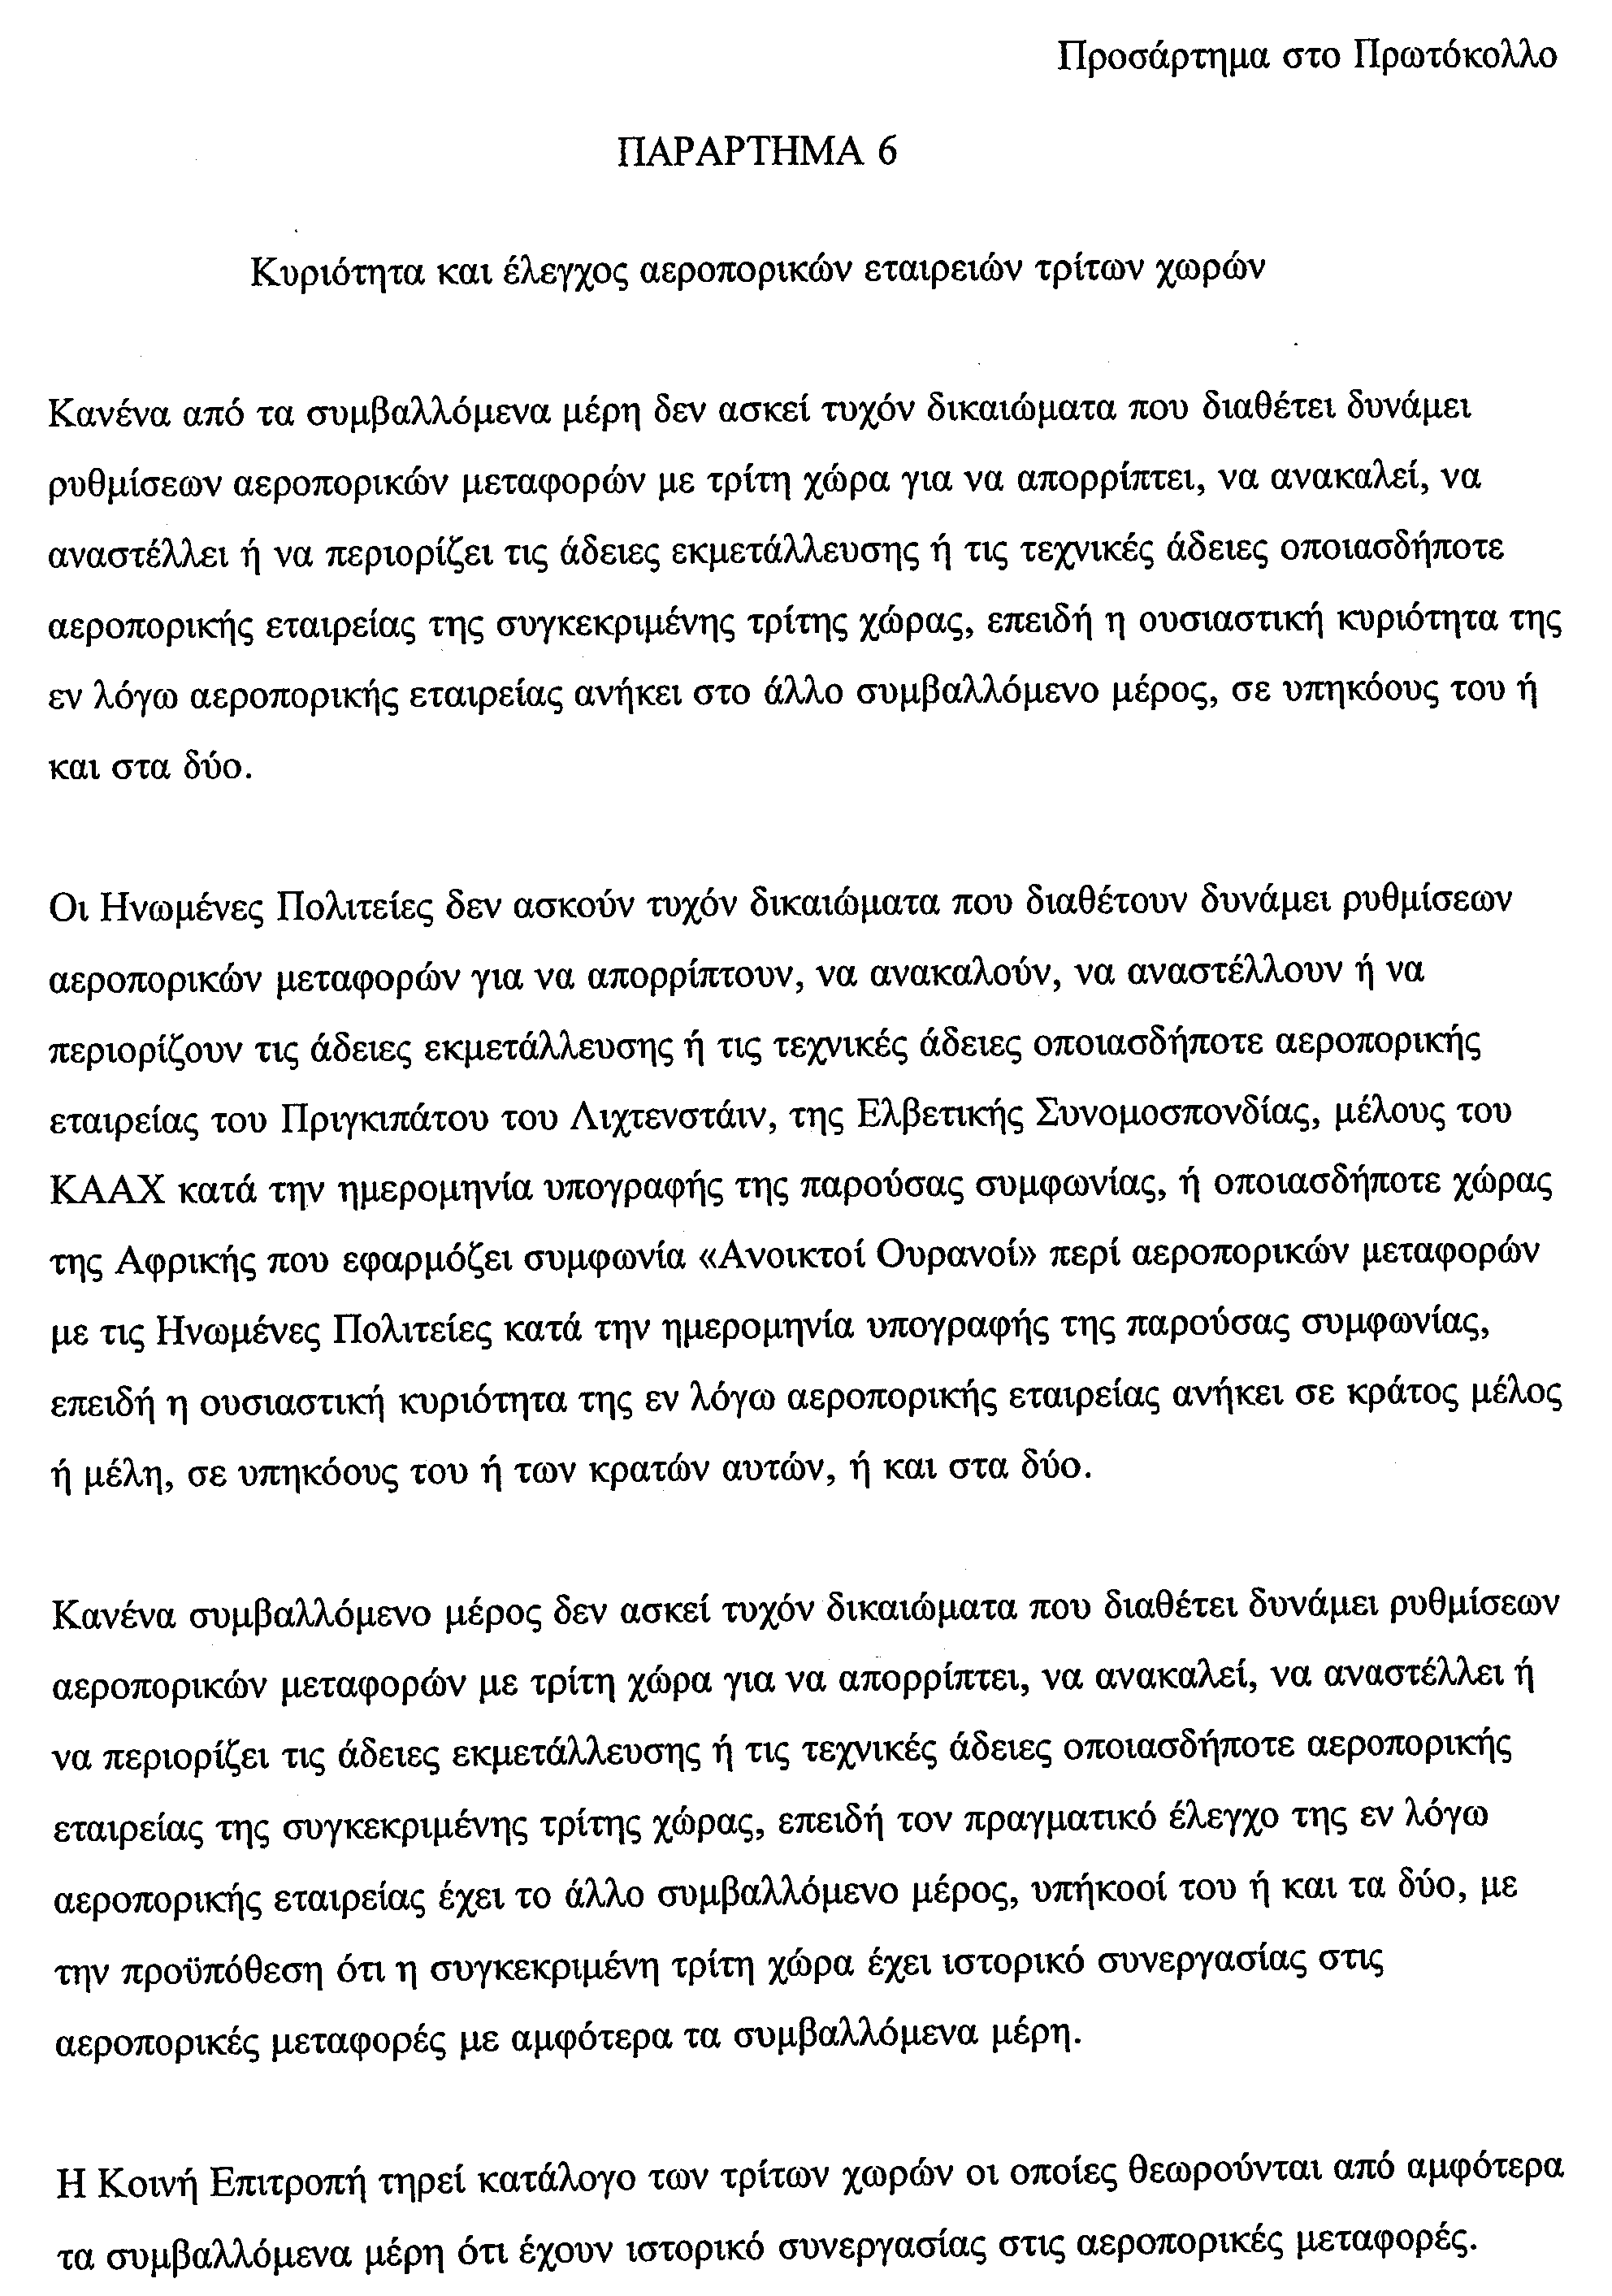 Προσάρτημα στο Πρωτόκολλο
ΠΑΡΑΡΤΗΜΑ 6
Κυριότητα και έλεγχος αεροπορικών εταιρειών τρίτων χωρών
Κανένα από τα συμβαλλόμενα μέρη δεν ασκεί τυχόν δικαιώματα που διαθέτει δυνάμει
ρυθμίσεων αεροπορικών μεταφορών με τρίτη χώρα για να απορρίπτει, να ανακαλεί, να
αναστέλλει ή να περιορίζει τις άδειες εκμετάλλευσης ή τις τεχνικές άδειες οποιασδήποτε
αεροπορικής εταιρείας της συγκεκριμένης τρίτης χώρας, επειδή η ουσιαστική κυριότητα της
εν λόγω αεροπορικής εταιρείας ανήκει στο άλλο συμβαλλόμενο μέρος, σε υπηκόους του ή
και στα δύο.
Οι Ηνωμένες Πολιτείες δεν ασκούν τυχόν δικαιώματα που διαθέτουν δυνάμει ρυθμίσεων
αεροπορικών μεταφορών για να απορρίπτουν, να ανακαλούν, να αναστέλλουν ή να
περιορίζουν τις άδειες εκμετάλλευσης ή τις τεχνικές άδειες οποιασδήποτε αεροπορικής
εταιρείας του Πριγκιπάτου του Λιχτενστάιν, της Ελβετικής Συνομοσπονδίας, μέλους του
ΚΑΑΧ κατά την ημερομηνία υπογραφής της παρούσας συμφωνίας, ή οποιασδήποτε χώρας
της Αφρικής που εφαρμόζει συμφωνία «Ανοικτοί Ουρανοί» περί αεροπορικών μεταφορών
με τις Ηνωμένες Πολιτείες κατά την ημερομηνία υπογραφής της παρούσας συμφωνίας,
επειδή η ουσιαστική κυριότητα της εν λόγω αεροπορικής εταιρείας ανήκει σε κράτος μέλος
ή μέλη, σε υπηκόους του ή των κρατών αυτών, ή και στα δύο.
Κανένα συμβαλλόμενο μέρος δεν ασκεί τυχόν δικαιώματα που διαθέτει δυνάμει ρυθμίσεων
αεροπορικών μεταφορών με τρίτη χώρα για να απορρίπτει, να ανακαλεί, να αναστέλλει ή
να περιορίζει τις άδειες εκμετάλλευσης ή τις τεχνικές άδειες οποιασδήποτε αεροπορικής
εταιρείας της συγκεκριμένης τρίτης χώρας, επειδή τον πραγματικό έλεγχο της εν λόγω
αεροπορικής εταιρείας έχει το άλλο συμβαλλόμενο μέρος, υπήκοοί του ή και τα δύο, με
την προϋπόθεση ότι η συγκεκριμένη τρίτη χώρα έχει ιστορικό συνεργασίας στις
αεροπορικές μεταφορές με αμφότερα τα συμβαλλόμενα μέρη.
Η Κοινή Επιτροπή τηρεί κατάλογο των τρίτων χωρών οι οποίες θεωρούνται από αμφότερα
τα συμβαλλόμενα μέρη ότι έχουν ιστορικό συνεργασίας στις αεροπορικές μεταφορές.